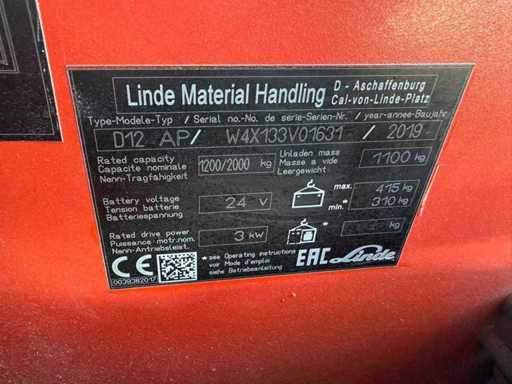 Linde Material Handling D - Aschaffenburg
Carl-von-Linde-Platz
Type-Modele-Typ / Serial no.-No. de serie-Serien-Nr. / year-annee-Baujahr
D12 AP/ W4X133V01631 / 2019
Rated capacity
Capacite nominale
Nenn-Tragfähigkeit
1200/2000 kg
Unladen mass
Masse a vide
Leergewicht
1100 kg
Battery voltage
Tension batterie
Batteriespannung
24 V
max. 415 kg
min.* 310 kg
Rated drive power
Puissance motr.nom.
Nenn-Antriebsleist.
3 kW
* kg
CE
0039382017
* see Operating instructions
voir Mode d'emploi
siehe Betriebsanleitung
EAC Linde